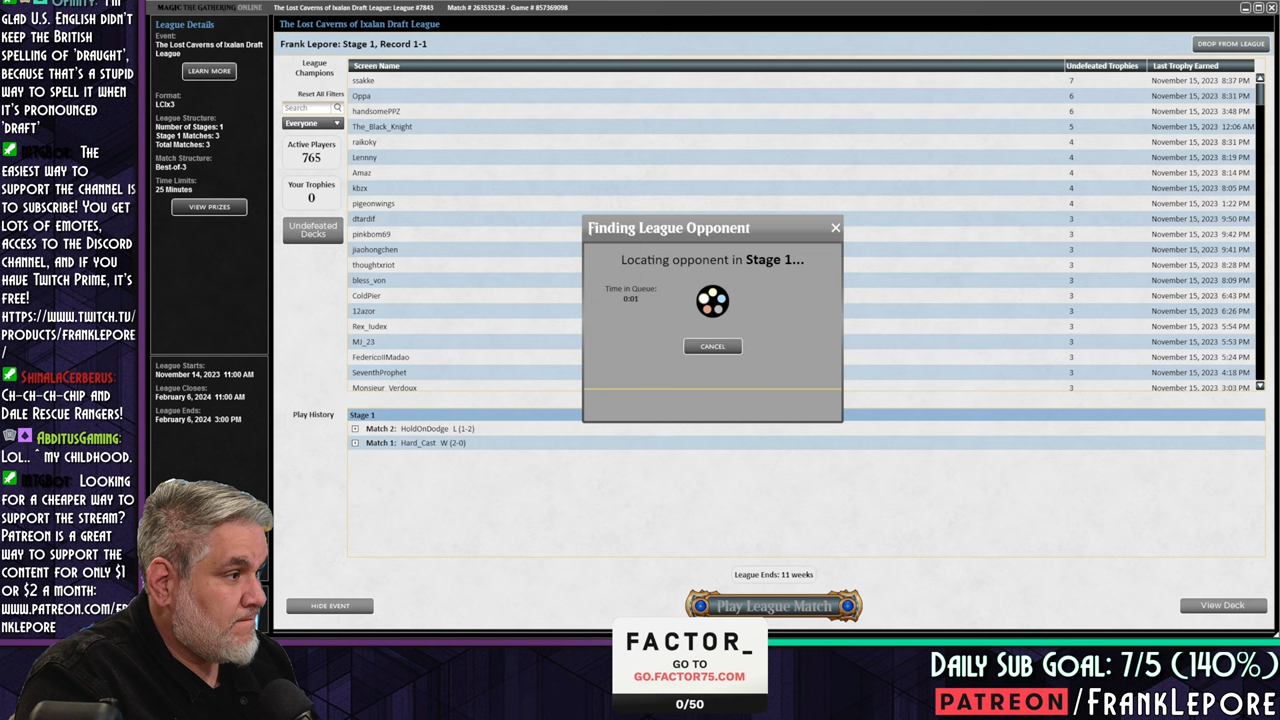 Ofinity: I'm
glad U.S. English didn't
keep the British
spelling of 'draught',
because that's a stupid
way to spell it when
it's pronounced
'draft'
MTGBot: The
easiest way to
support the channel is
to subscribe! You get
lots of emotes,
access to the Discord
channel, and if you
have Twitch Prime it's
free!
https://www.twitch.tv/
products/franklepore
/
ShinalaCerberus:
Ch-ch-ch-chip and
Dale Rescue Rangers!
AbditusGaming:
Lol.. ^ my childhood.
MTGBot: Looking
for a cheaper way to
support the stream?
Patreon is a great
way to support the
content for only $1
or $2 a month:
www.patreon.com/fr
nklepore
MAGIC THE GATHERING ONLINE
The Lost Caverns of Ixalan Draft League: League #7843 Match # 263535238 - Game # 857369098
League Details
Event:
The Lost Caverns of Ixalan Draft
League
LEARN MORE
Format:
LCIx3
League Structure:
Number of Stages: 1
Stage 1 Matches: 3
Total Matches: 3
Match Structure:
Best-of-3
Time Limits:
25 Minutes
VIEW PRIZES
League Starts:
November 14, 2023 11:00 AM
League Closes:
February 6, 2024 11:00 AM
League Ends:
February 6, 2024 3:00 PM
The Lost Caverns of Ixalan Draft League
Frank Lepore: Stage 1, Record 1-1
DROP FROM LEAGUE
League
Champions
Reset All Filters
Search
Everyone
Active Players
765
Your Trophies
0
Undefeated
Decks
Screen Name Undefeated Trophies Last Trophy Earned
ssakke 7 November 15, 2023 8:37 PM
Oppa 6 November 15, 2023 8:31 PM
handsomePPZ 6 November 15, 2023 3:48 PM
The_Black_Knight 5 November 15, 2023 12:06 AM
raikoky 4 November 15, 2023 8:31 PM
Lennny 4 November 15, 2023 8:19 PM
Amaz 4 November 15, 2023 8:14 PM
kbzx 4 November 15, 2023 8:05 PM
pigeonwings 4 November 15, 2023 1:22 PM
dtardif 3 November 15, 2023 9:50 PM
pinkbom69 3 November 15, 2023 9:42 PM
jiaohongchen 3 November 15, 2023 9:41 PM
thoughtxriot 3 November 15, 2023 8:28 PM
bless_von 3 November 15, 2023 8:09 PM
ColdPier 3 November 15, 2023 6:43 PM
12azor 3 November 15, 2023 6:26 PM
Rex_Iudex 3 November 15, 2023 5:54 PM
MJ_23 3 November 15, 2023 5:53 PM
FedericoIIMadao 3 November 15, 2023 5:24 PM
SeventhProphet 3 November 15, 2023 4:18 PM
Monsieur_Verdoux 3 November 15, 2023 3:03 PM
Finding League Opponent
Locating opponent in Stage 1...
Time in Queue:
0:01
CANCEL
Play History
Stage 1
Match 2: HoldOnDodge L (1-2)
Match 1: Hard_Cast W (2-0)
League Ends: 11 weeks
HIDE EVENT
Play League Match
View Deck
FACTOR_
GO TO
GO.FACTOR75.COM
0/50
Daily Sub Goal: 7/5 (140%)
PATREON/FrankLepore